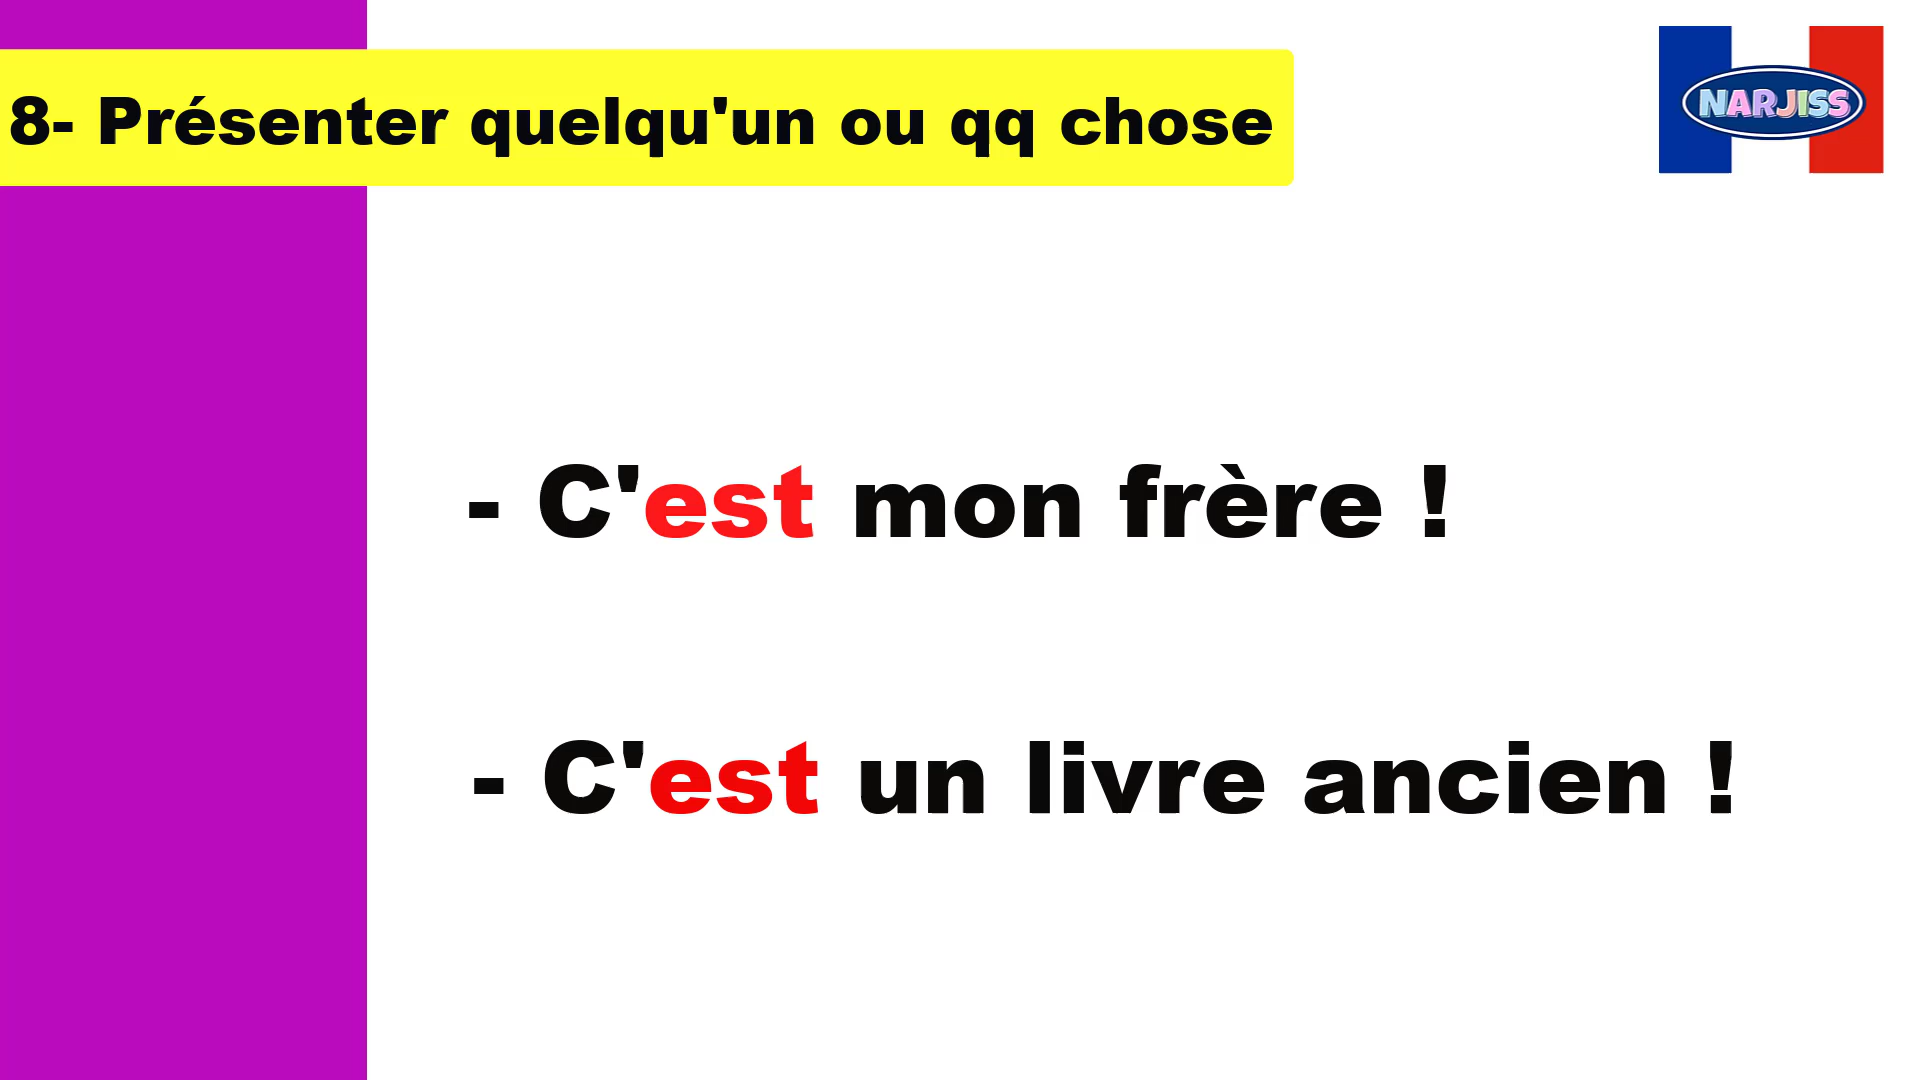 8- Présenter quelqu'un ou qq chose
NARJISS
- C'est mon frère !
- C'est un livre ancien !